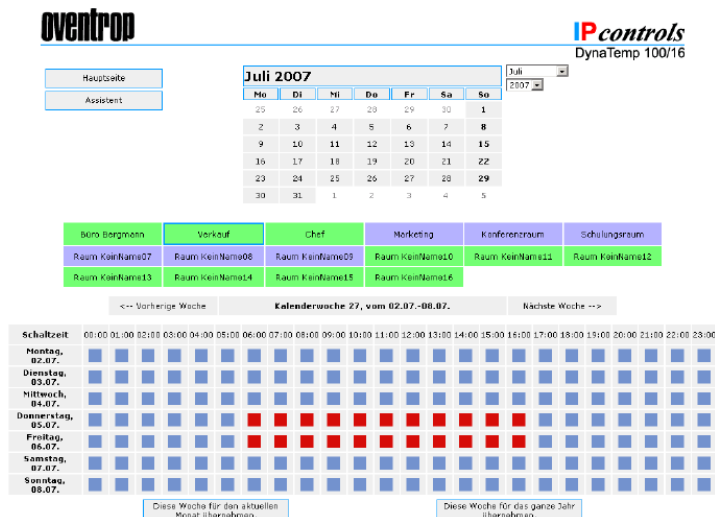 oventrop
IP controls
DynaTemp 100/16
Hauptseite
Assistent
Juli 2007
Juli
2007
Mo Di Mi Do Fr Sa So
25 26 27 28 29 30 1
2 3 4 5 6 7 8
9 10 11 12 13 14 15
16 17 18 19 20 21 22
23 24 25 26 27 28 29
30 31 1 2 3 4 5
Büro Bergmann Verkauf Chef Marketing Konferenzraum Schulungsraum
Raum KeinName07 Raum KeinName08 Raum KeinName09 Raum KeinName10 Raum KeinName11 Raum KeinName12
Raum KeinName13 Raum KeinName14 Raum KeinName15 Raum KeinName16
<-- Vorherige Woche Kalenderwoche 27, vom 02.07.-08.07. Nächste Woche -->
Schaltzeit 00:00 01:00 02:00 03:00 04:00 05:00 06:00 07:00 08:00 09:00 10:00 11:00 12:00 13:00 14:00 15:00 16:00 17:00 18:00 19:00 20:00 21:00 22:00 23:00
Montag,
02.07.
Dienstag,
03.07.
Mittwoch,
04.07.
Donnerstag,
05.07.
Freitag,
06.07.
Samstag,
07.07.
Sonntag,
08.07.
Diese Woche für den aktuellen
Monat übernehmen.
Diese Woche für das ganze Jahr
übernehmen.